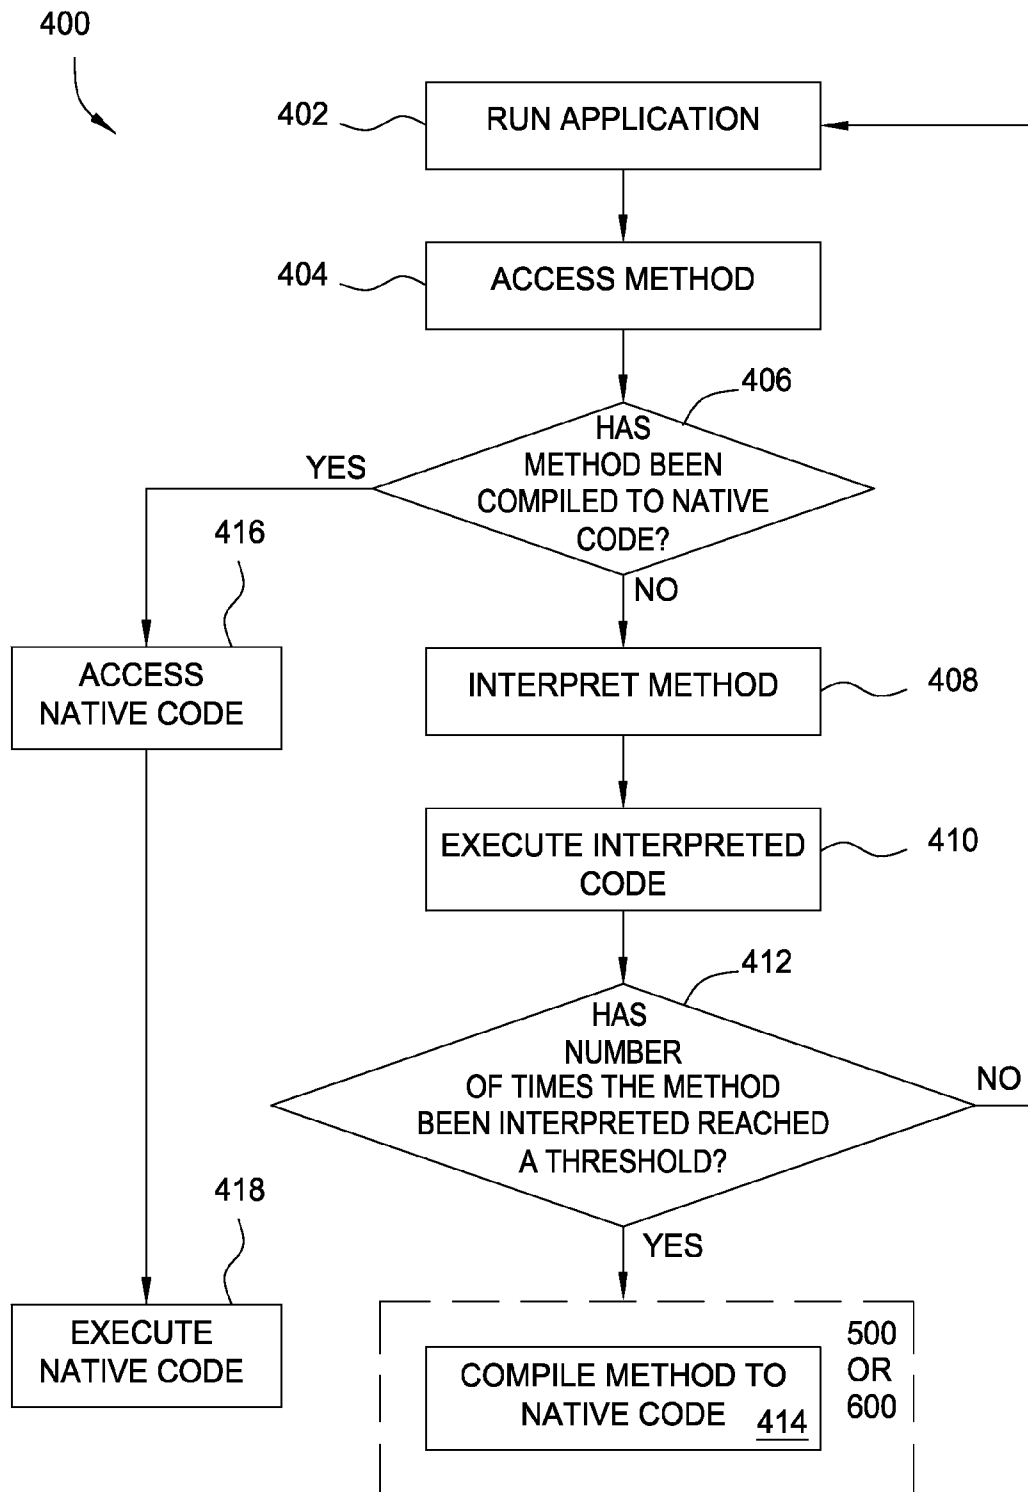 400
402
RUN APPLICATION
404
ACCESS METHOD
406
HAS
METHOD BEEN
COMPILED TO NATIVE
CODE?
YES
NO
416
ACCESS
NATIVE CODE
INTERPRET METHOD
408
EXECUTE INTERPRETED
CODE
410
412
HAS
NUMBER
OF TIMES THE METHOD
BEEN INTERPRETED REACHED
A THRESHOLD?
NO
YES
418
EXECUTE
NATIVE CODE
COMPILE METHOD TO
NATIVE CODE 414
500
OR
600